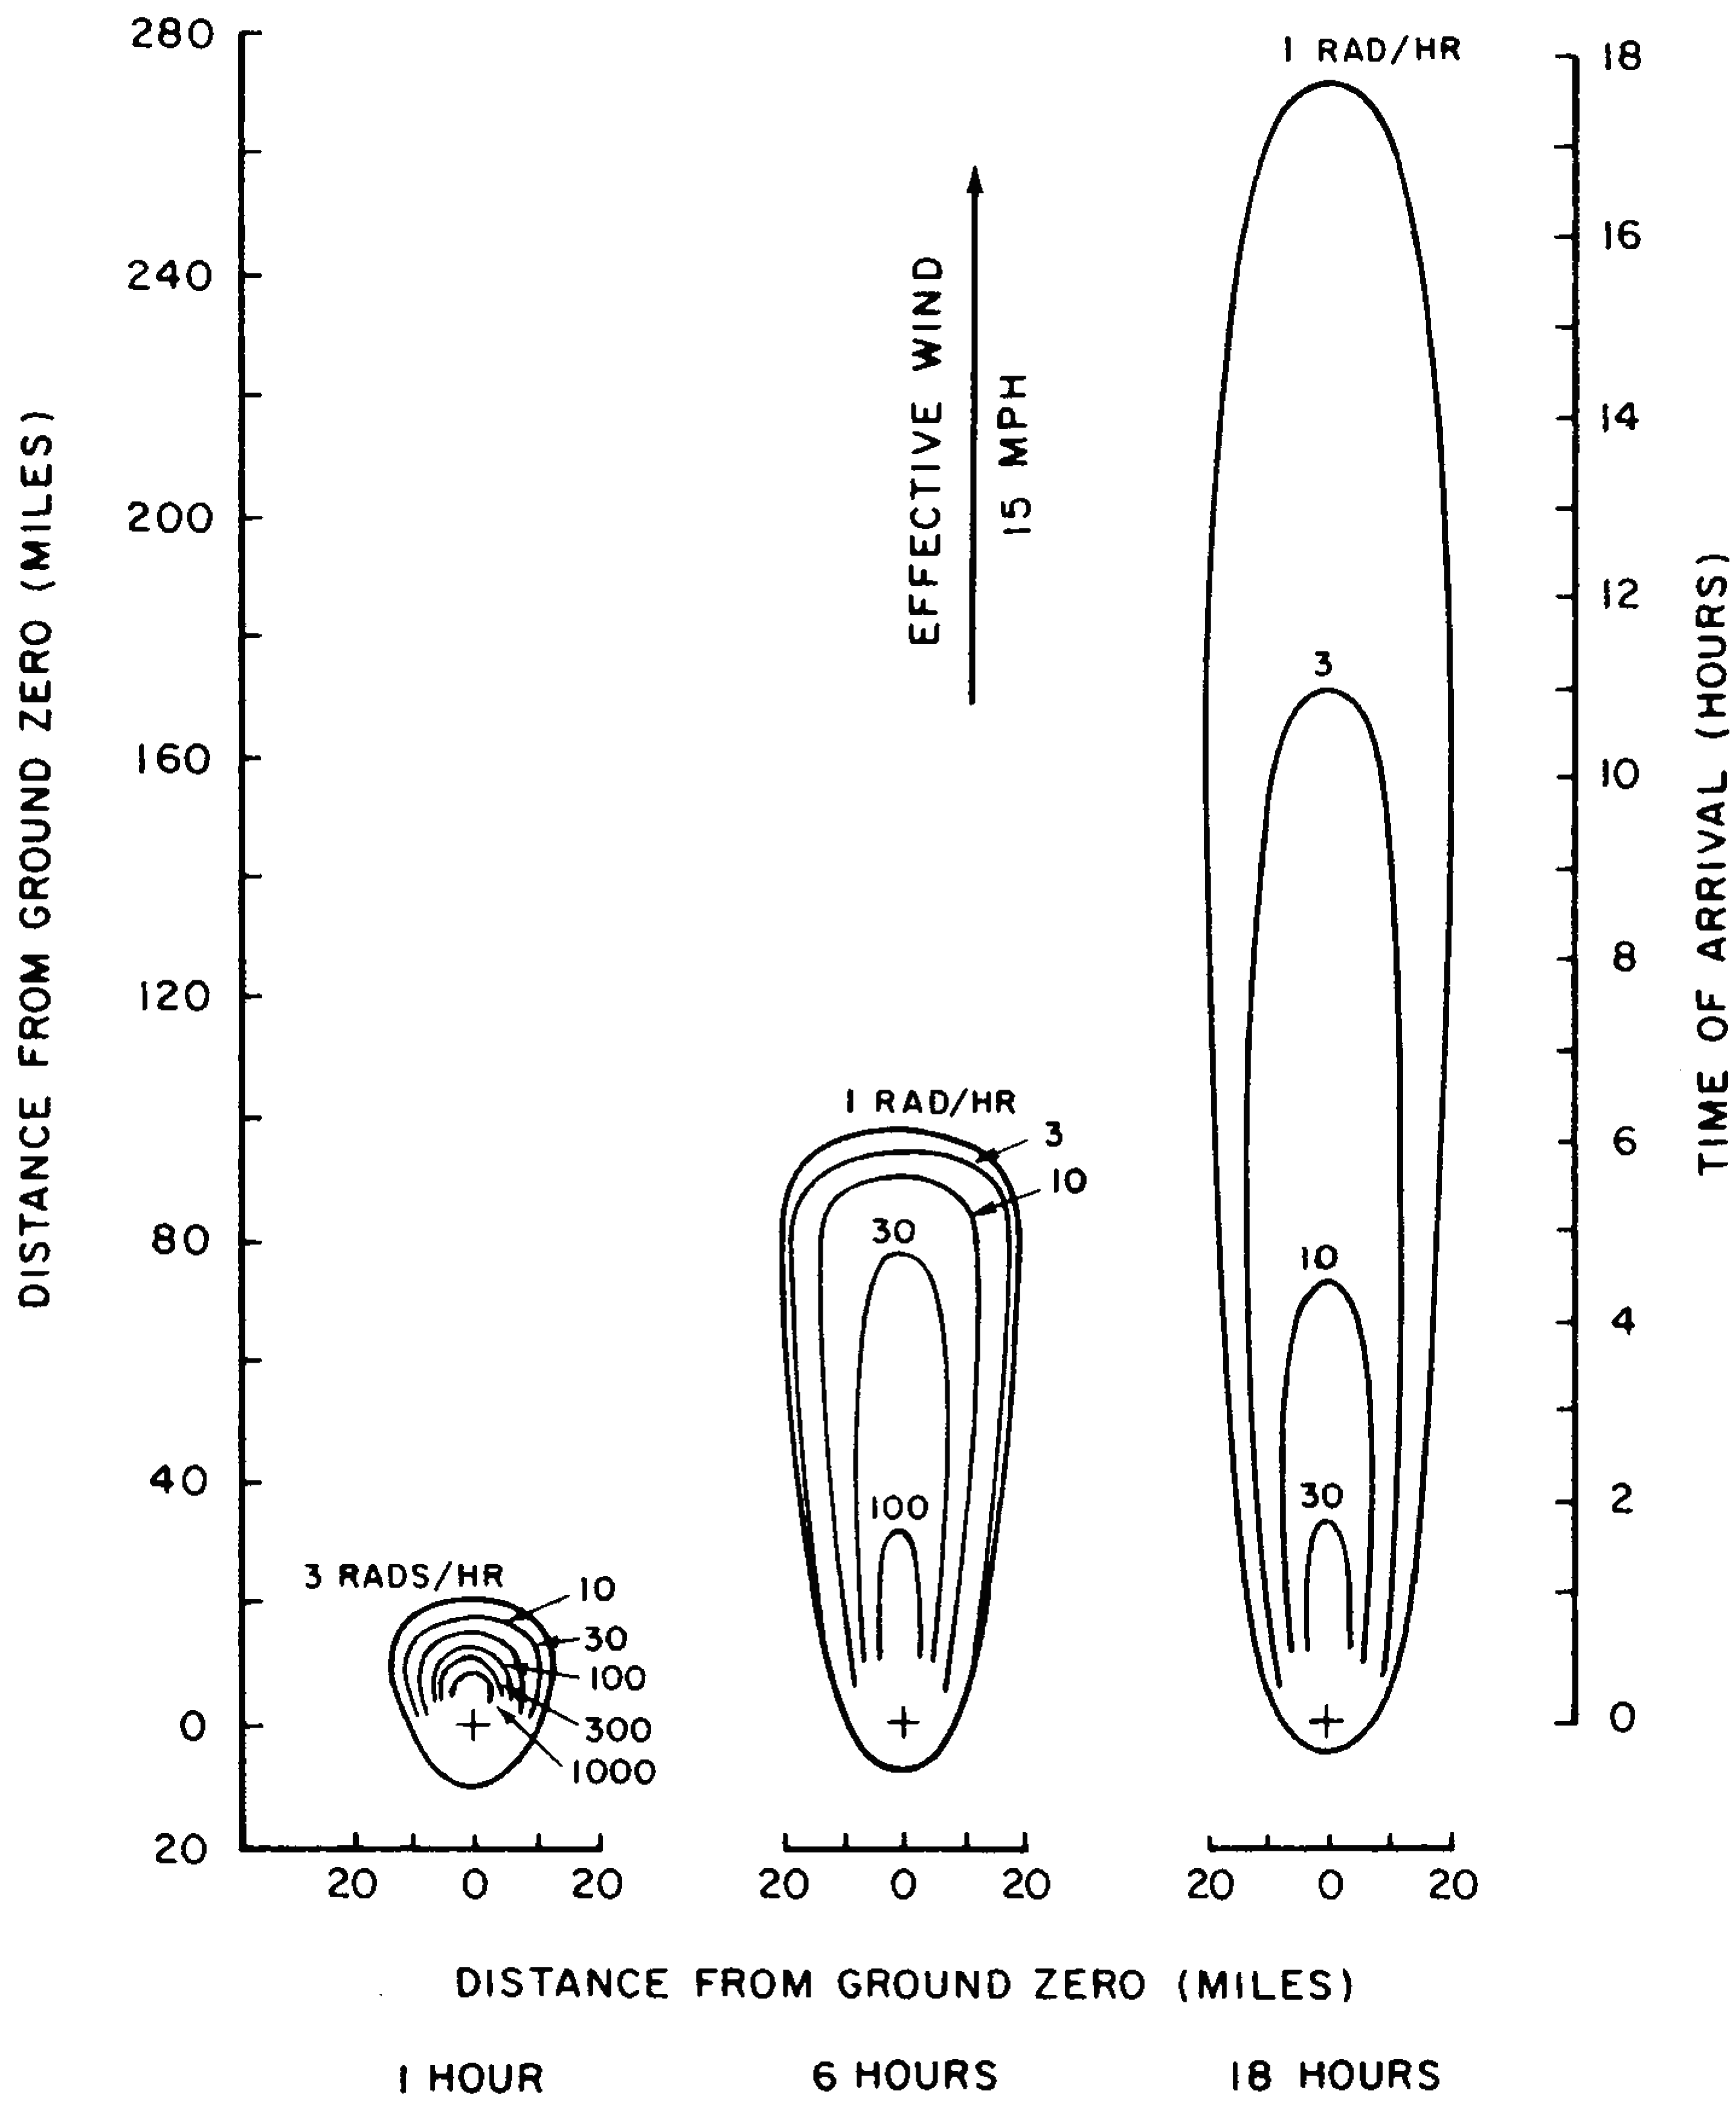 280
240
200
160
120
80
40
0
20
DISTANCE FROM GROUND ZERO (MILES)
3 RADS/HR
10
30
100
300
1000
EFFECTIVE WIND
15 MPH
1 RAD/HR
3
10
30
100
1 RAD/HR
3
10
30
18
16
14
12
10
8
6
4
2
0
TIME OF ARRIVAL (HOURS)
20 0 20
20 0 20
20 0 20
DISTANCE FROM GROUND ZERO (MILES)
1 HOUR
6 HOURS
18 HOURS